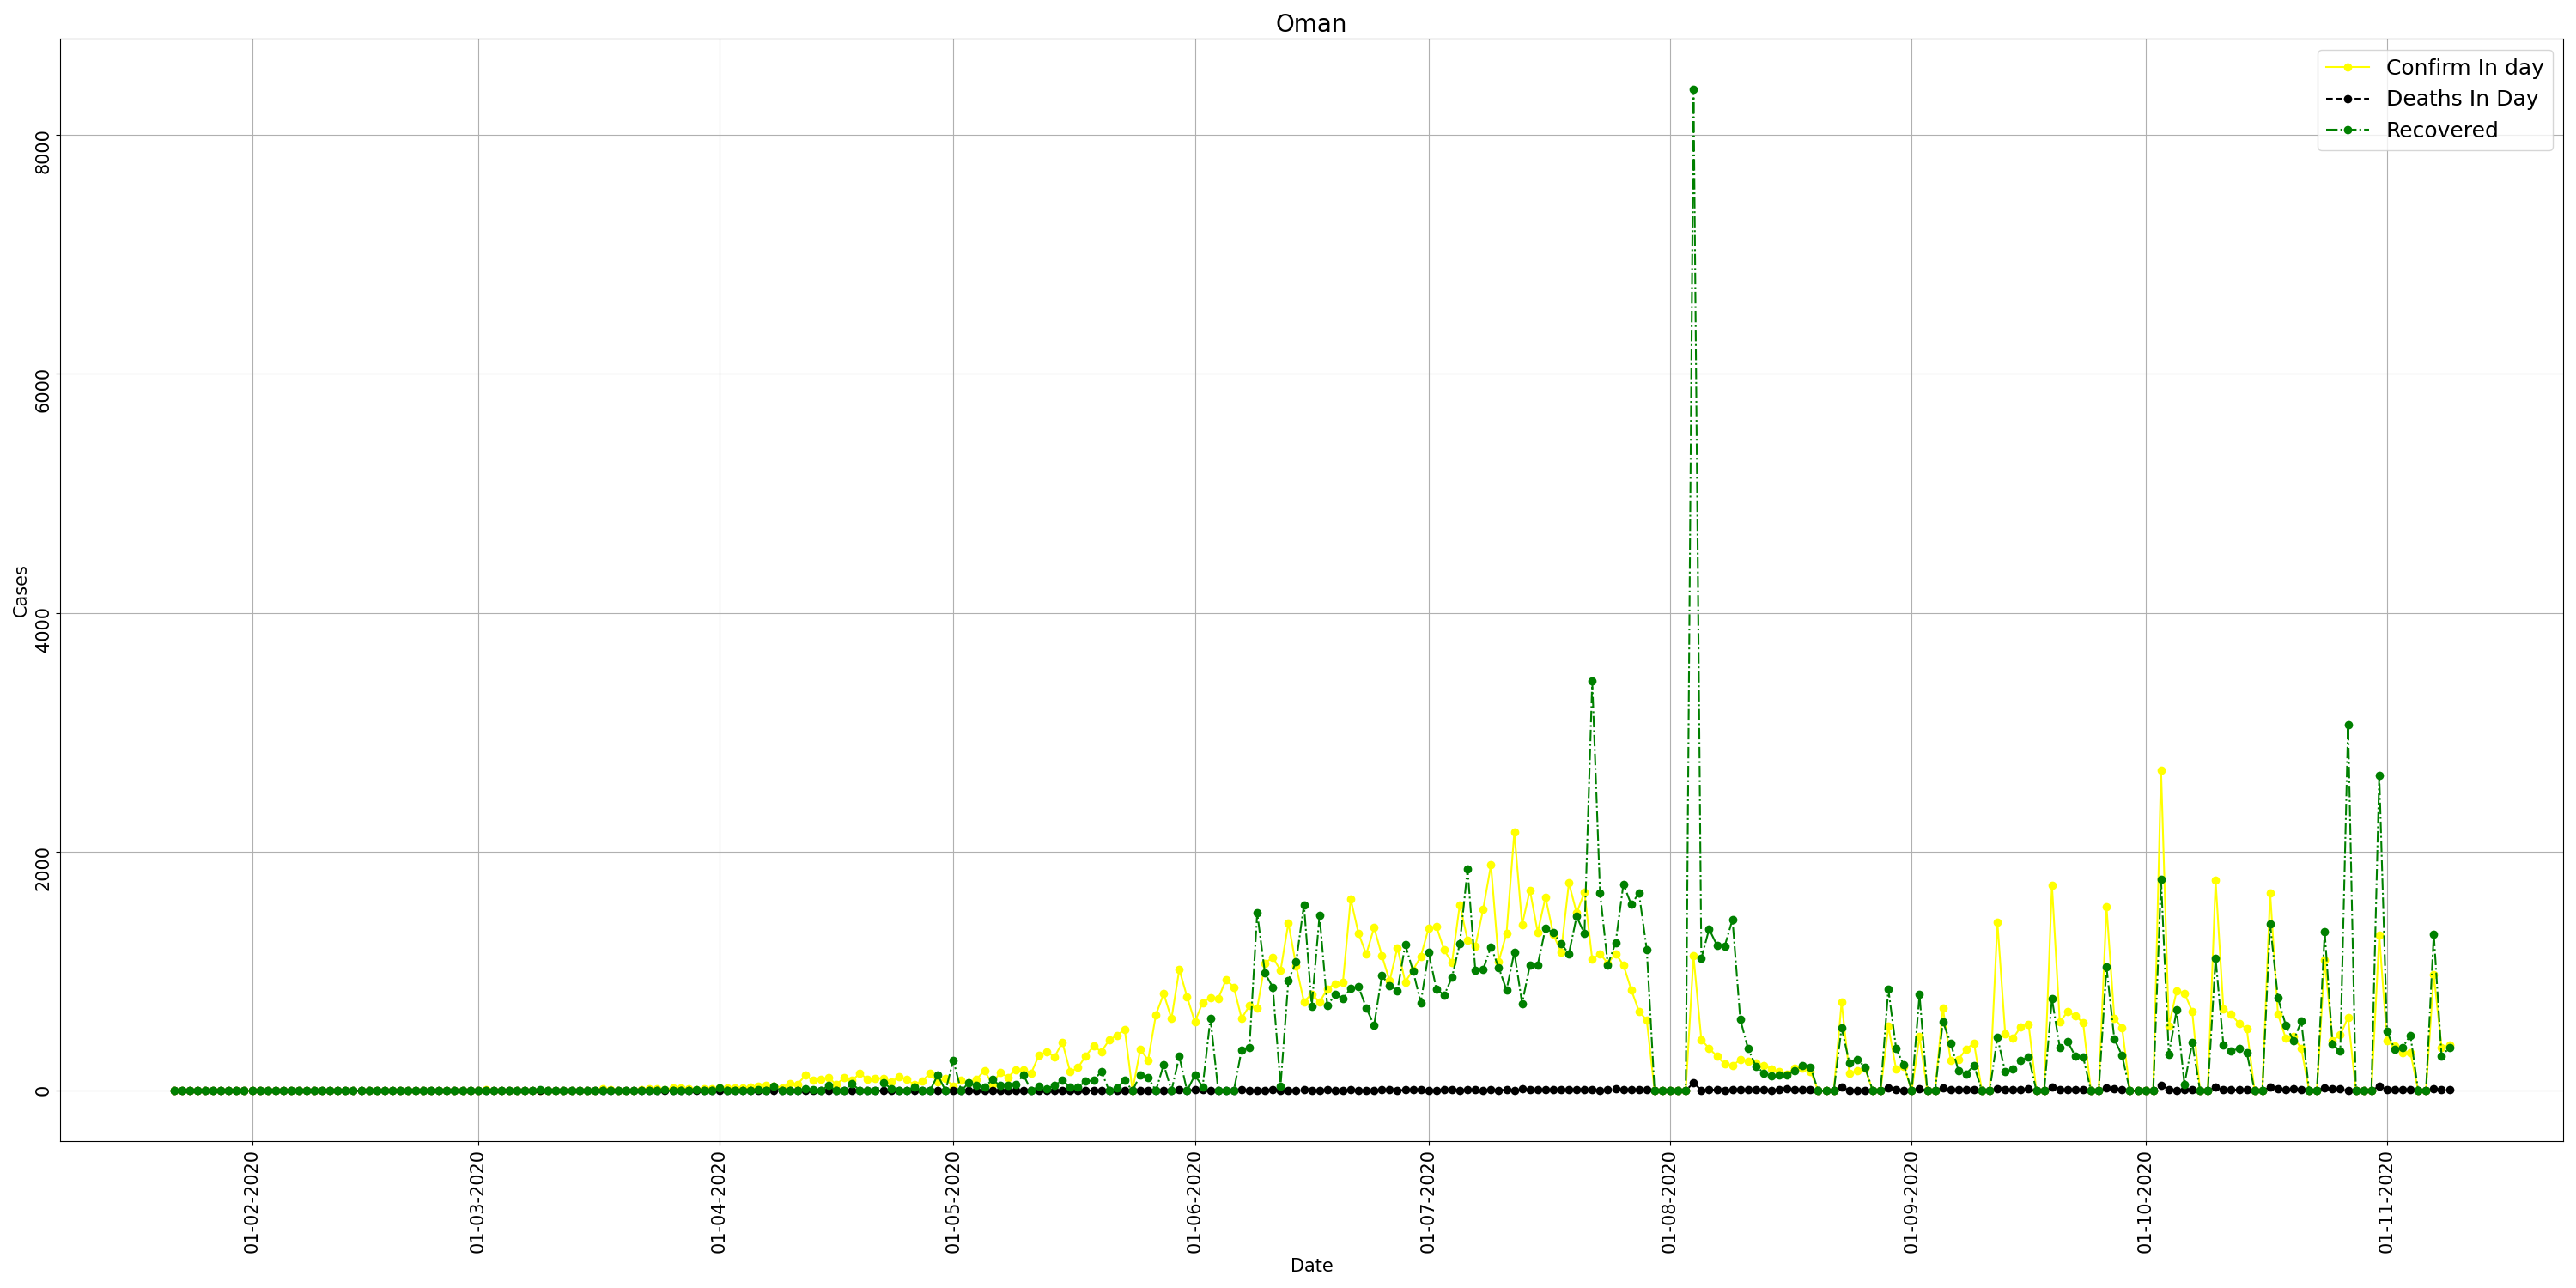 Oman
Confirm In day
Deaths In Day
Recovered
Cases
8000
6000
4000
2000
0
01-02-2020
01-03-2020
01-04-2020
01-05-2020
01-06-2020
01-07-2020
01-08-2020
01-09-2020
01-10-2020
01-11-2020
Date